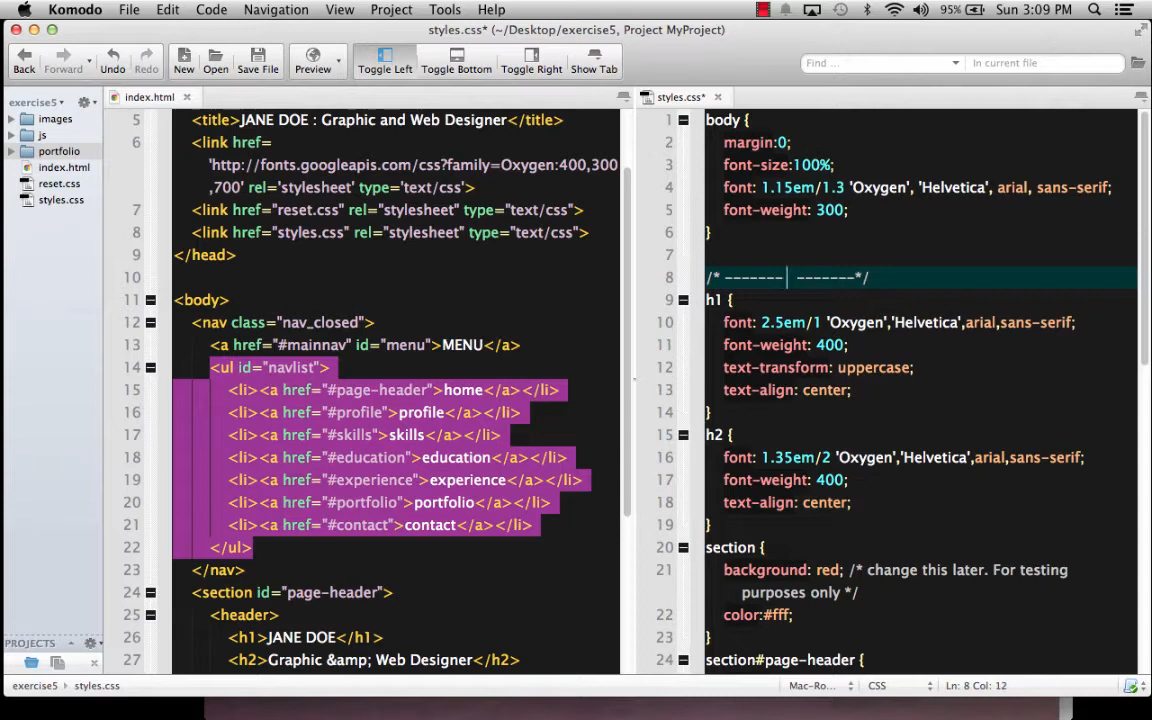 Komodo File Edit Code Navigation View Project Tools Help 95% Sun 3:09 PM
styles.css* (~/Desktop/exercise5, Project MyProject)
Back Forward Undo Redo New Open Save File Preview Toggle Left Toggle Bottom Toggle Right Show Tab Find ... In current file
exercise5
images
js
portfolio
index.html
reset.css
styles.css
PROJECTS
index.html
5 <title>JANE DOE : Graphic and Web Designer</title>
6 <link href=
'http://fonts.googleapis.com/css?family=Oxygen:400,300
,700' rel='stylesheet' type='text/css'>
7 <link href="reset.css" rel="stylesheet" type="text/css">
8 <link href="styles.css" rel="stylesheet" type="text/css">
9 </head>
10
11 <body>
12 <nav class="nav_closed">
13 <a href="#mainnav" id="menu">MENU</a>
14 <ul id="navlist">
15 <li><a href="#page-header">home</a></li>
16 <li><a href="#profile">profile</a></li>
17 <li><a href="#skills">skills</a></li>
18 <li><a href="#education">education</a></li>
19 <li><a href="#experience">experience</a></li>
20 <li><a href="#portfolio">portfolio</a></li>
21 <li><a href="#contact">contact</a></li>
22 </ul>
23 </nav>
24 <section id="page-header">
25 <header>
26 <h1>JANE DOE</h1>
27 <h2>Graphic &amp; Web Designer</h2>
styles.css*
1 body {
2 margin:0;
3 font-size:100%;
4 font: 1.15em/1.3 'Oxygen', 'Helvetica', arial, sans-serif;
5 font-weight: 300;
6 }
7
8 /* ------- -------*/
9 h1 {
10 font: 2.5em/1 'Oxygen','Helvetica',arial,sans-serif;
11 font-weight: 400;
12 text-transform: uppercase;
13 text-align: center;
14 }
15 h2 {
16 font: 1.35em/2 'Oxygen','Helvetica',arial,sans-serif;
17 font-weight: 400;
18 text-align: center;
19 }
20 section {
21 background: red; /* change this later. For testing
purposes only */
22 color:#fff;
23 }
24 section#page-header {
exercise5 styles.css Mac-Ro... CSS Ln: 8 Col: 12